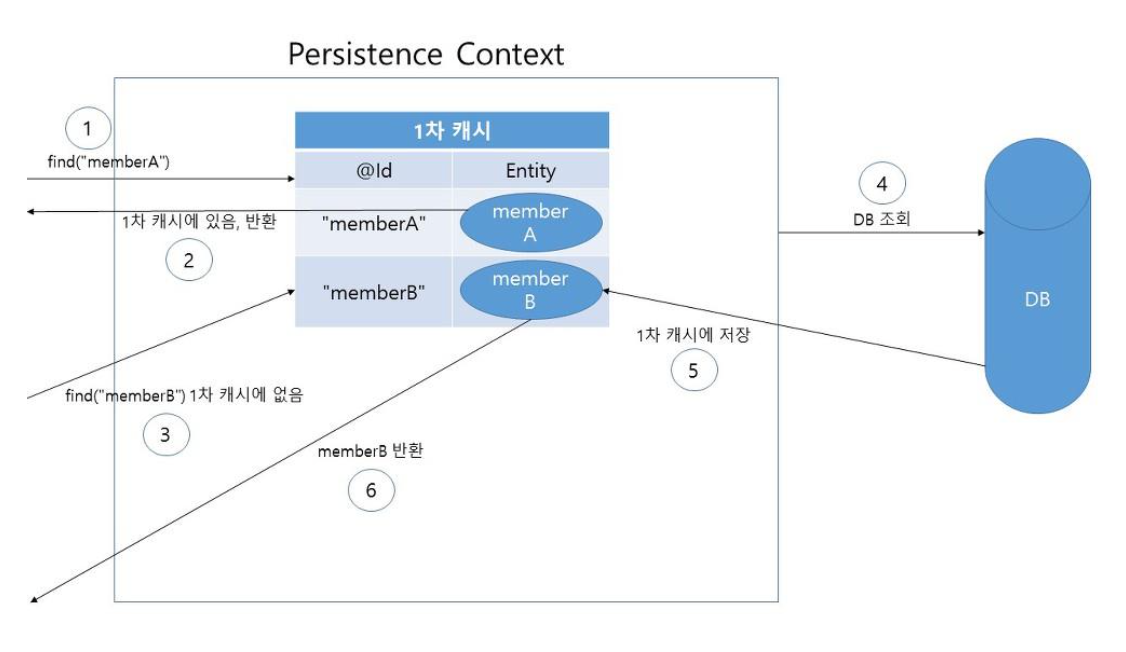 Persistence Context
1
find("memberA")
1차 캐시
@Id
Entity
"memberA"
member
A
1차 캐시에 있음, 반환
2
"memberB"
member
B
4
DB 조회
DB
1차 캐시에 저장
5
find("memberB") 1차 캐시에 없음
3
memberB 반환
6